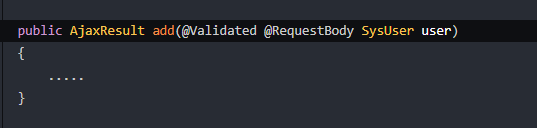 public AjaxResult add(@Validated @RequestBody SysUser user)
{
.....
}